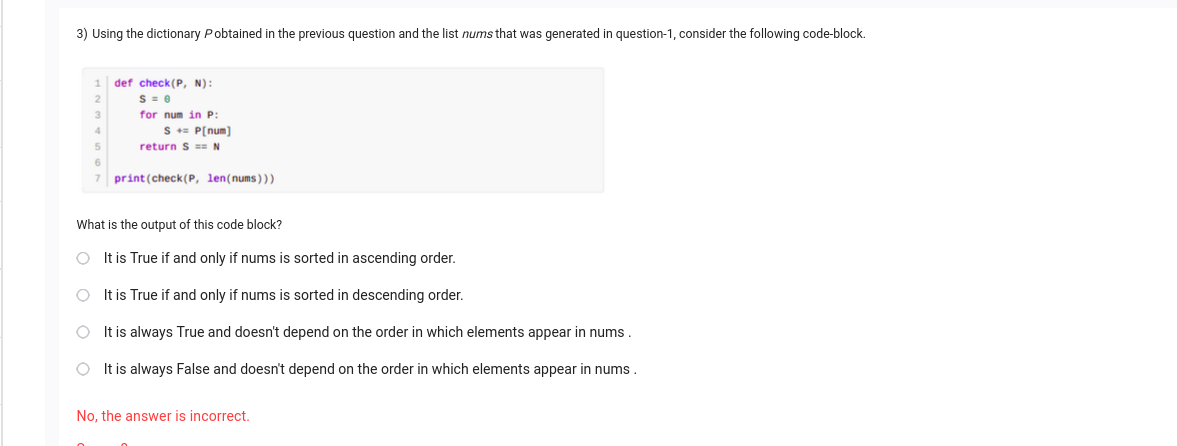 3) Using the dictionary P obtained in the previous question and the list nums that was generated in question-1, consider the following code-block.
1 def check(P, N):
2     S = 0
3     for num in P:
4         S += P[num]
5     return S == N
6
7 print(check(P, len(nums)))
What is the output of this code block?
It is True if and only if nums is sorted in ascending order.
It is True if and only if nums is sorted in descending order.
It is always True and doesn't depend on the order in which elements appear in nums .
It is always False and doesn't depend on the order in which elements appear in nums .
No, the answer is incorrect.